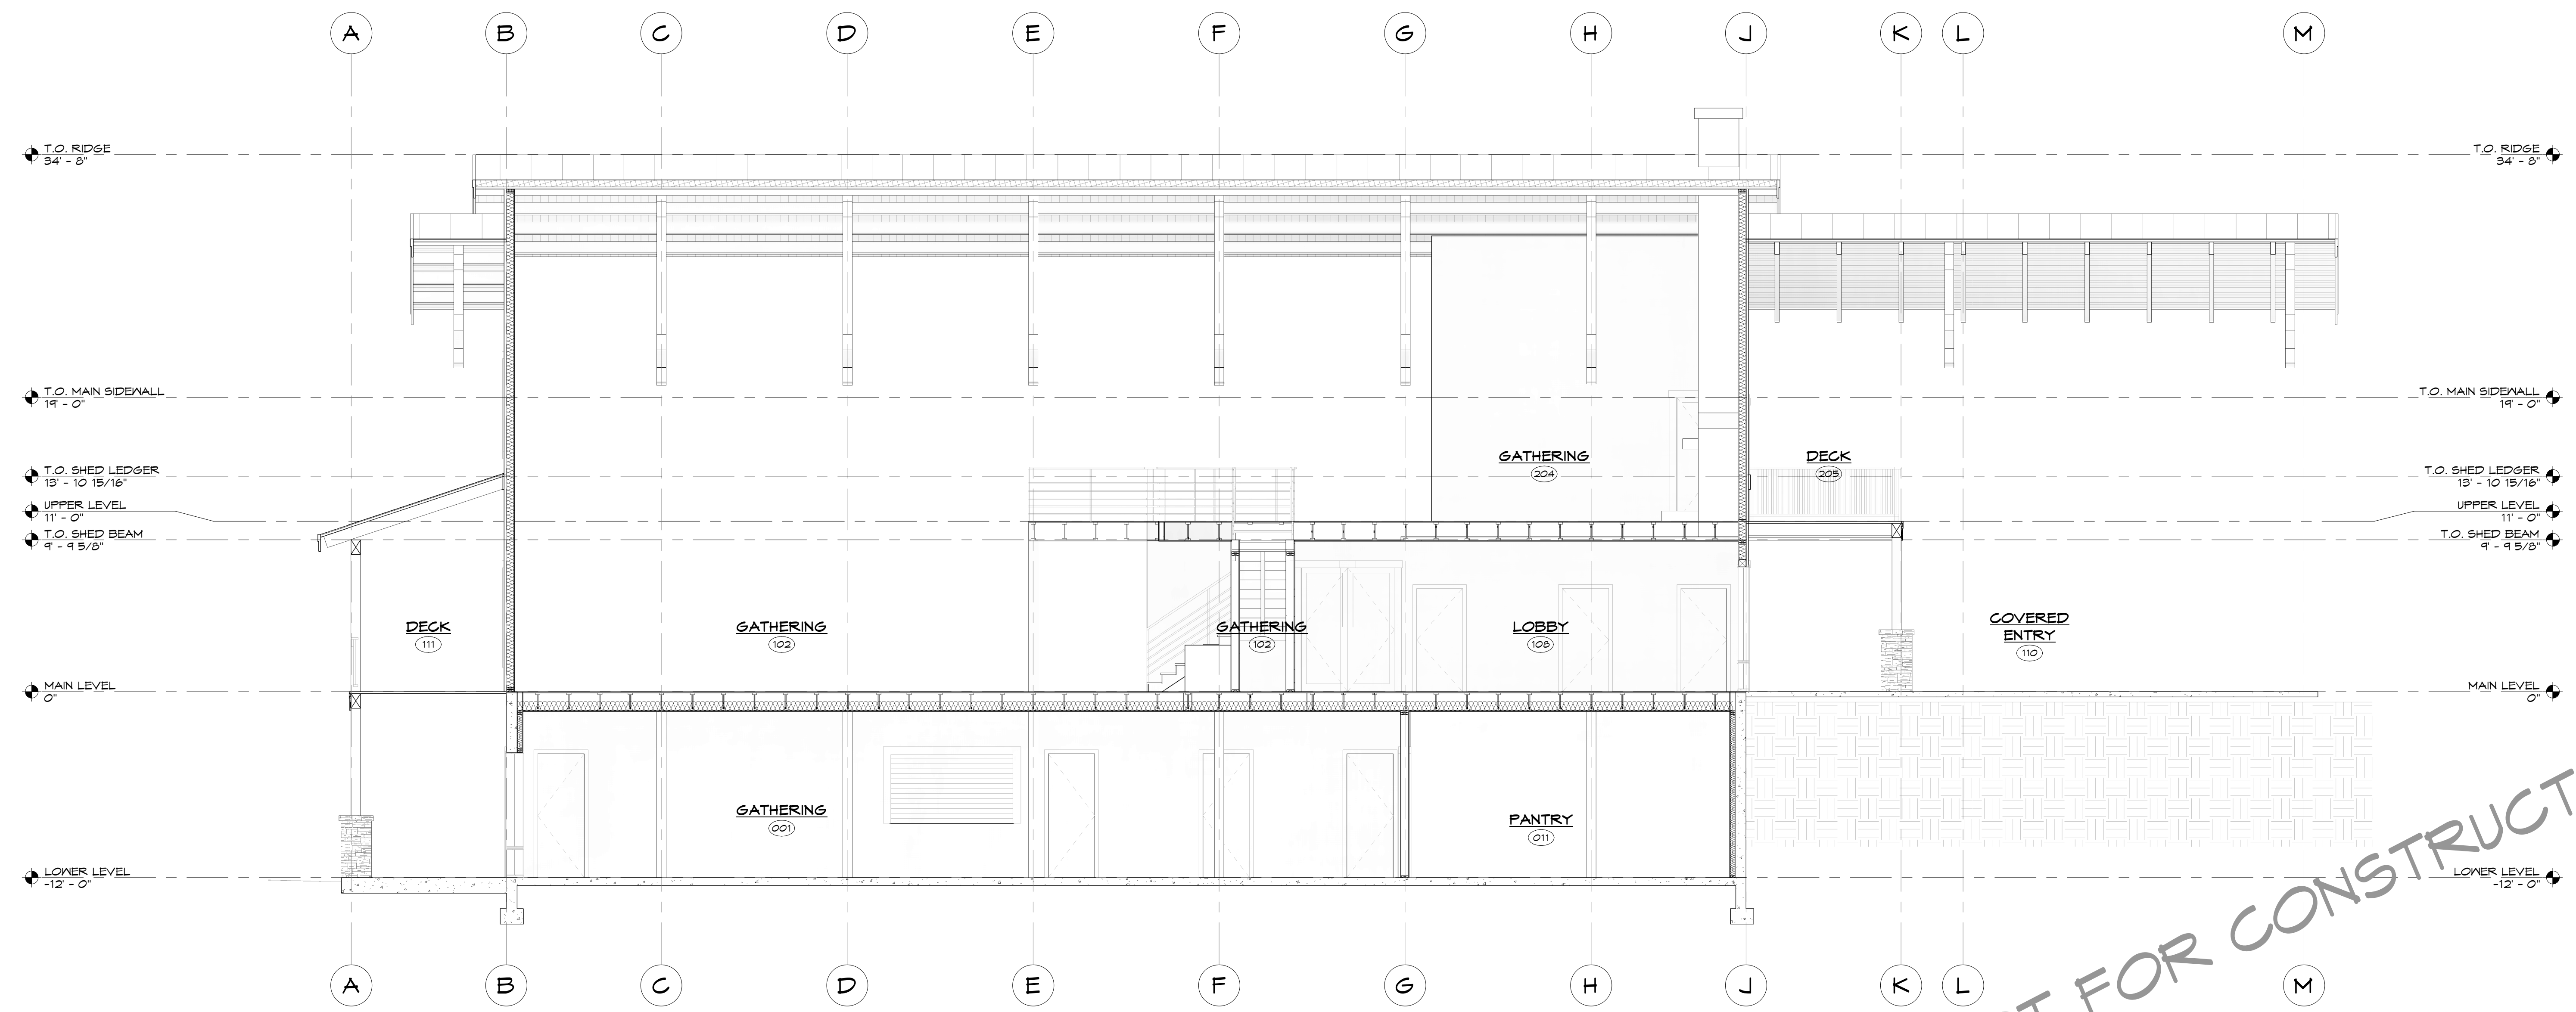 A B C D E F G H J K L M
T.O. RIDGE
34' - 8"
T.O. RIDGE
34' - 8"
T.O. MAIN SIDEWALL
19' - 0"
T.O. MAIN SIDEWALL
19' - 0"
GATHERING
204
DECK
205
T.O. SHED LEDGER
13' - 10 15/16"
T.O. SHED LEDGER
13' - 10 15/16"
UPPER LEVEL
11' - 0"
UPPER LEVEL
11' - 0"
T.O. SHED BEAM
9' - 9 5/8"
T.O. SHED BEAM
9' - 9 5/8"
DECK
111
GATHERING
102
GATHERING
102
LOBBY
108
COVERED
ENTRY
110
MAIN LEVEL
0"
MAIN LEVEL
0"
GATHERING
001
PANTRY
011
LOWER LEVEL
-12' - 0"
LOWER LEVEL
-12' - 0"
A B C D E F G H J K L M
FOR CONSTRUCT